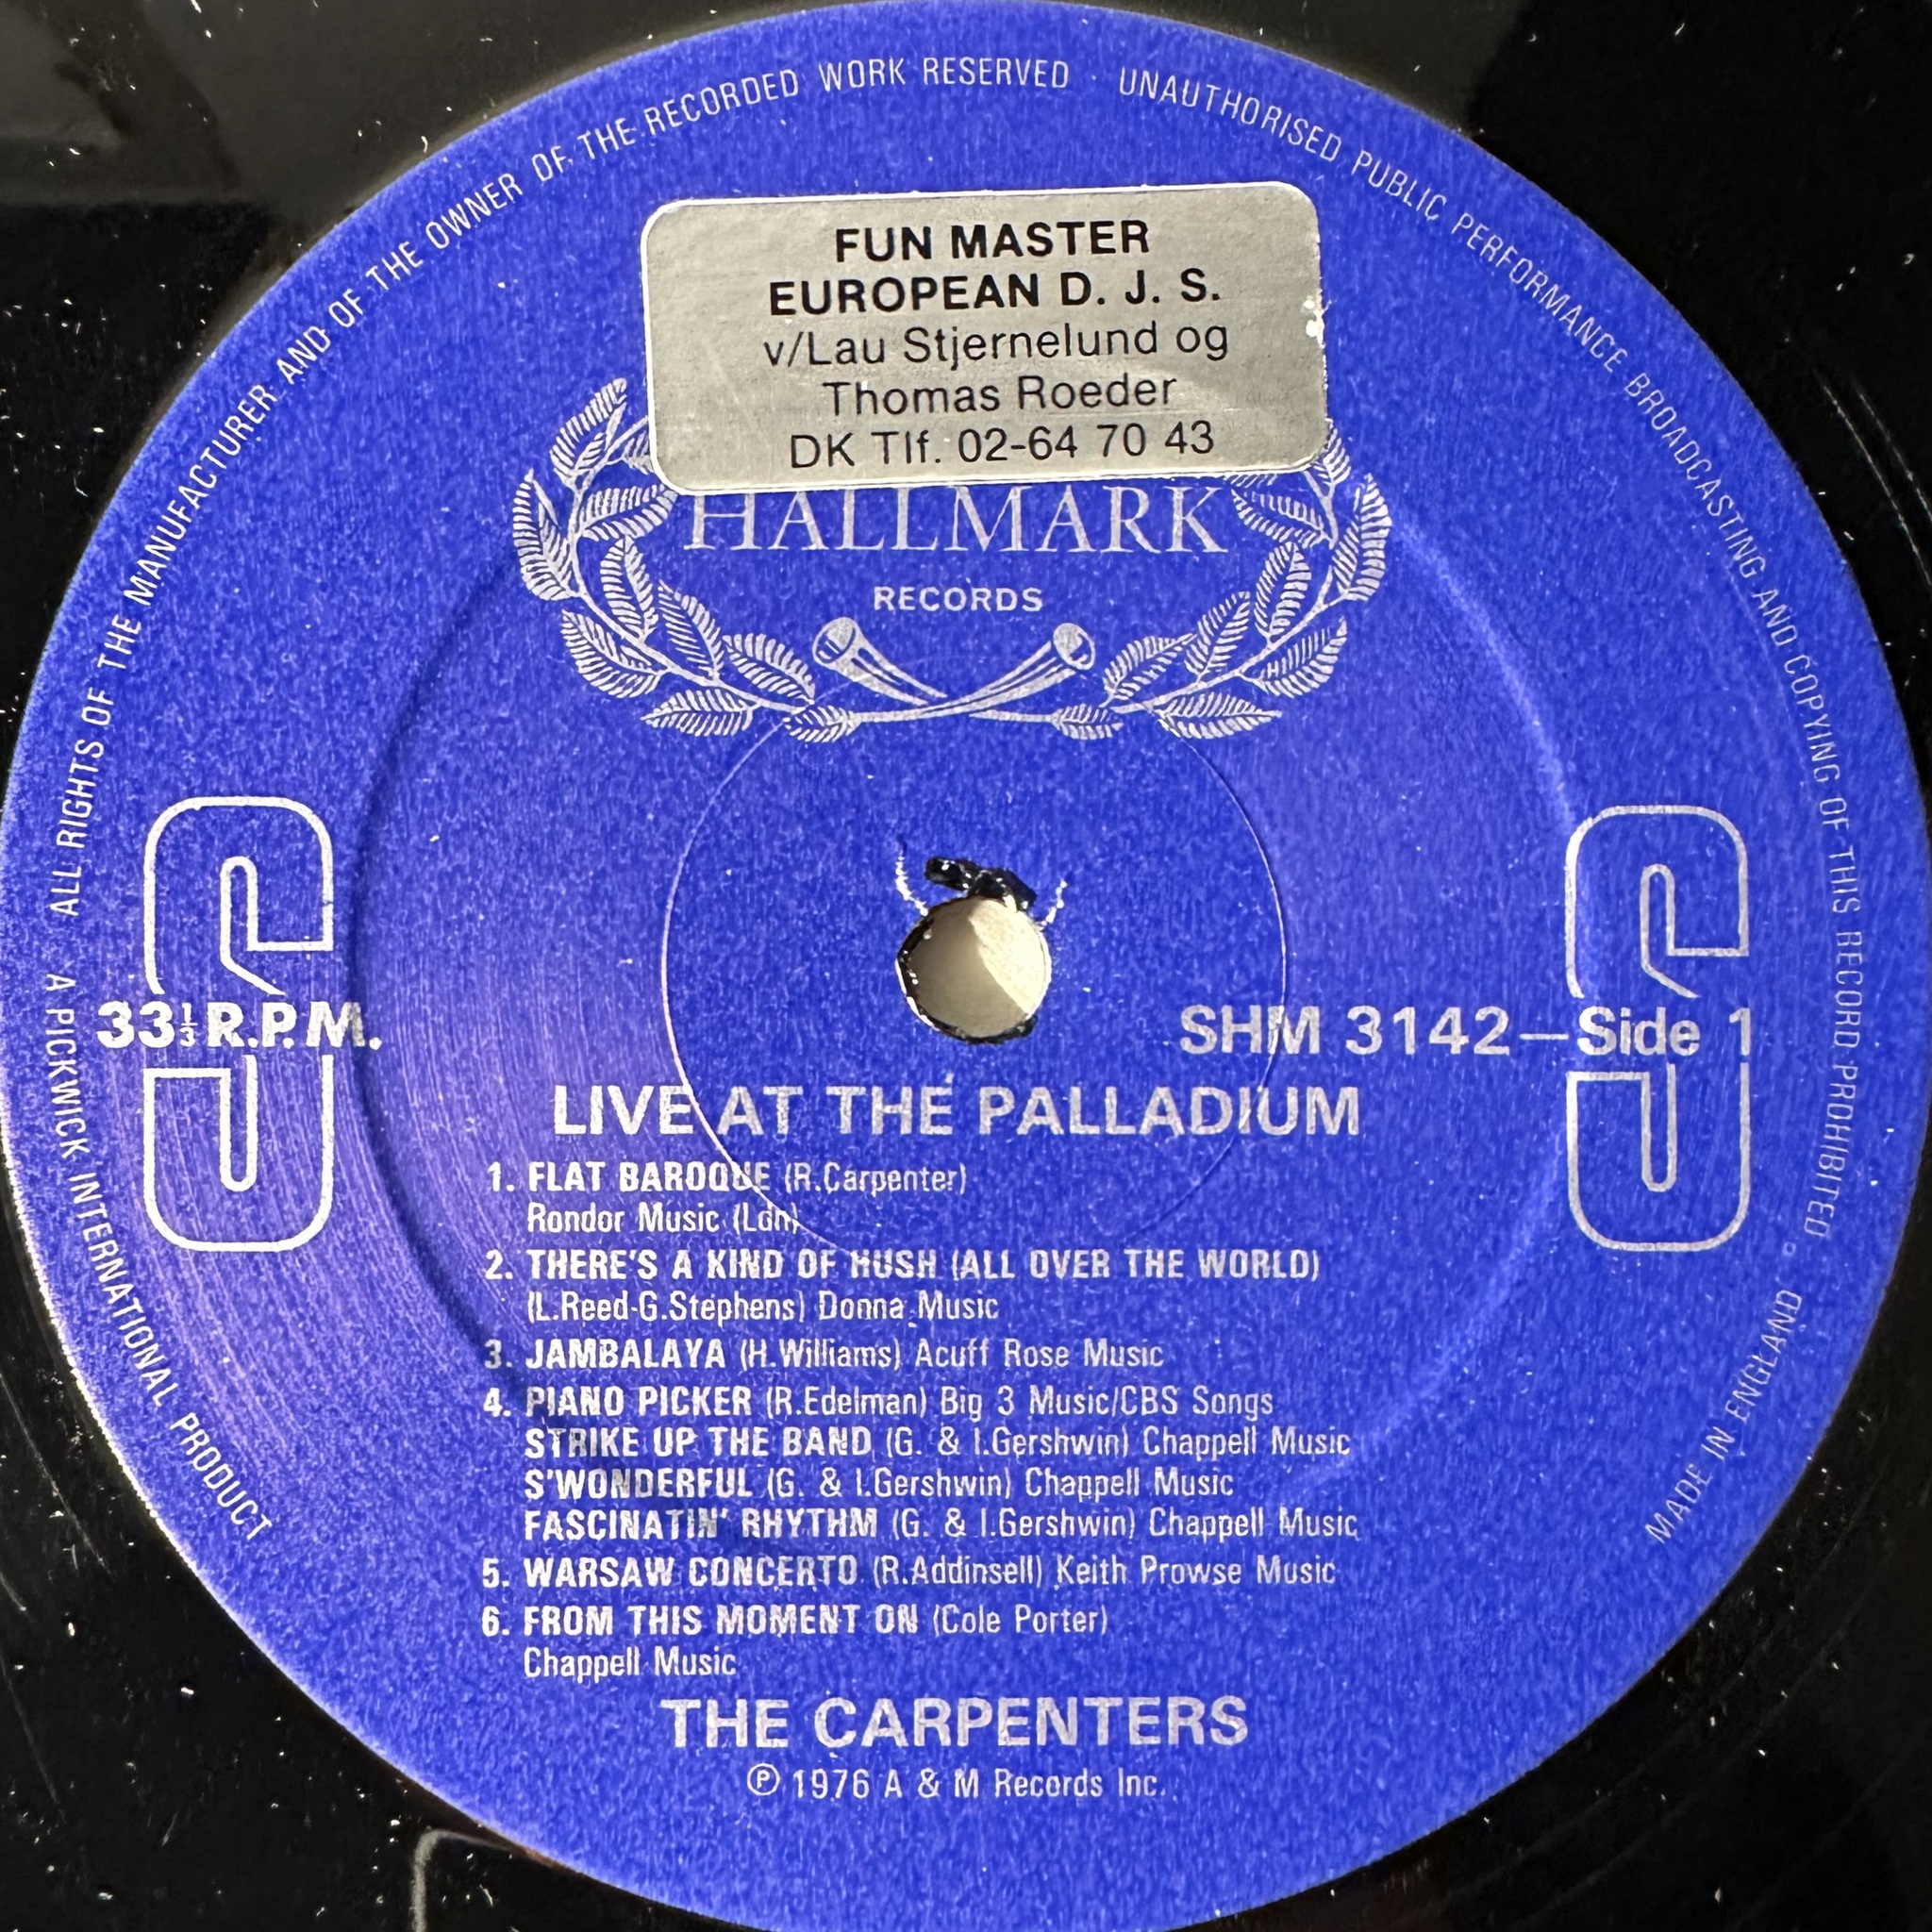 ALL RIGHTS OF THE MANUFACTURER AND OF THE OWNER OF THE RECORDED WORK RESERVED · UNAUTHORISED PUBLIC PERFORMANCE BROADCASTING AND COPYING OF THIS RECORD PROHIBITED
FUN MASTER
EUROPEAN D. J. S.
v/Lau Stjernelund og
Thomas Roeder
DK Tlf. 02-64 70 43
HALLMARK
RECORDS
S
S
33⅓ R.P.M.
SHM 3142–Side 1
LIVE AT THE PALLADIUM
1. FLAT BAROQUE (R.Carpenter)
Rondor Music (Ldn)
2. THERE'S A KIND OF HUSH (ALL OVER THE WORLD)
(L.Reed-G.Stephens) Donna Music
3. JAMBALAYA (H.Williams) Acuff Rose Music
4. PIANO PICKER (R.Edelman) Big 3 Music/CBS Songs
STRIKE UP THE BAND (G. & I.Gershwin) Chappell Music
S'WONDERFUL (G. & I.Gershwin) Chappell Music
FASCINATIN' RHYTHM (G. & I.Gershwin) Chappell Music
5. WARSAW CONCERTO (R.Addinsell) Keith Prowse Music
6. FROM THIS MOMENT ON (Cole Porter)
Chappell Music
THE CARPENTERS
℗ 1976 A & M Records Inc.
A PICKWICK INTERNATIONAL PRODUCT
MADE IN ENGLAND